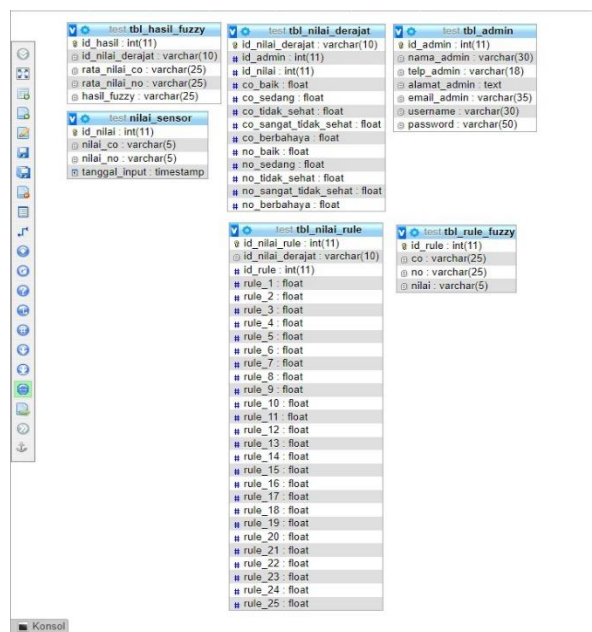 test tbl_hasil_fuzzy
id_hasil : int(11)
id_nilai_derajat : varchar(10)
rata_nilai_co : varchar(25)
rata_nilai_no : varchar(25)
hasil_fuzzy : varchar(25)
test nilai_sensor
id_nilai : int(11)
nilai_co : varchar(5)
nilai_no : varchar(5)
tanggal_input : timestamp
test tbl_nilai_derajat
id_nilai_derajat : varchar(10)
id_admin : int(11)
id_nilai : int(11)
co_baik : float
co_sedang : float
co_tidak_sehat : float
co_sangat_tidak_sehat : float
co_berbahaya : float
no_baik : float
no_sedang : float
no_tidak_sehat : float
no_sangat_tidak_sehat : float
no_berbahaya : float
test tbl_admin
id_admin : int(11)
nama_admin : varchar(30)
telp_admin : varchar(18)
alamat_admin : text
email_admin : varchar(35)
username : varchar(30)
password : varchar(50)
test tbl_nilai_rule
id_nilai_rule : int(11)
id_nilai_derajat : varchar(10)
id_rule : int(11)
rule_1 : float
rule_2 : float
rule_3 : float
rule_4 : float
rule_5 : float
rule_6 : float
rule_7 : float
rule_8 : float
rule_9 : float
rule_10 : float
rule_11 : float
rule_12 : float
rule_13 : float
rule_14 : float
rule_15 : float
rule_16 : float
rule_17 : float
rule_18 : float
rule_19 : float
rule_20 : float
rule_21 : float
rule_22 : float
rule_23 : float
rule_24 : float
rule_25 : float
test tbl_rule_fuzzy
id_rule : int(11)
co : varchar(25)
no : varchar(25)
nilai : varchar(5)
Konsol